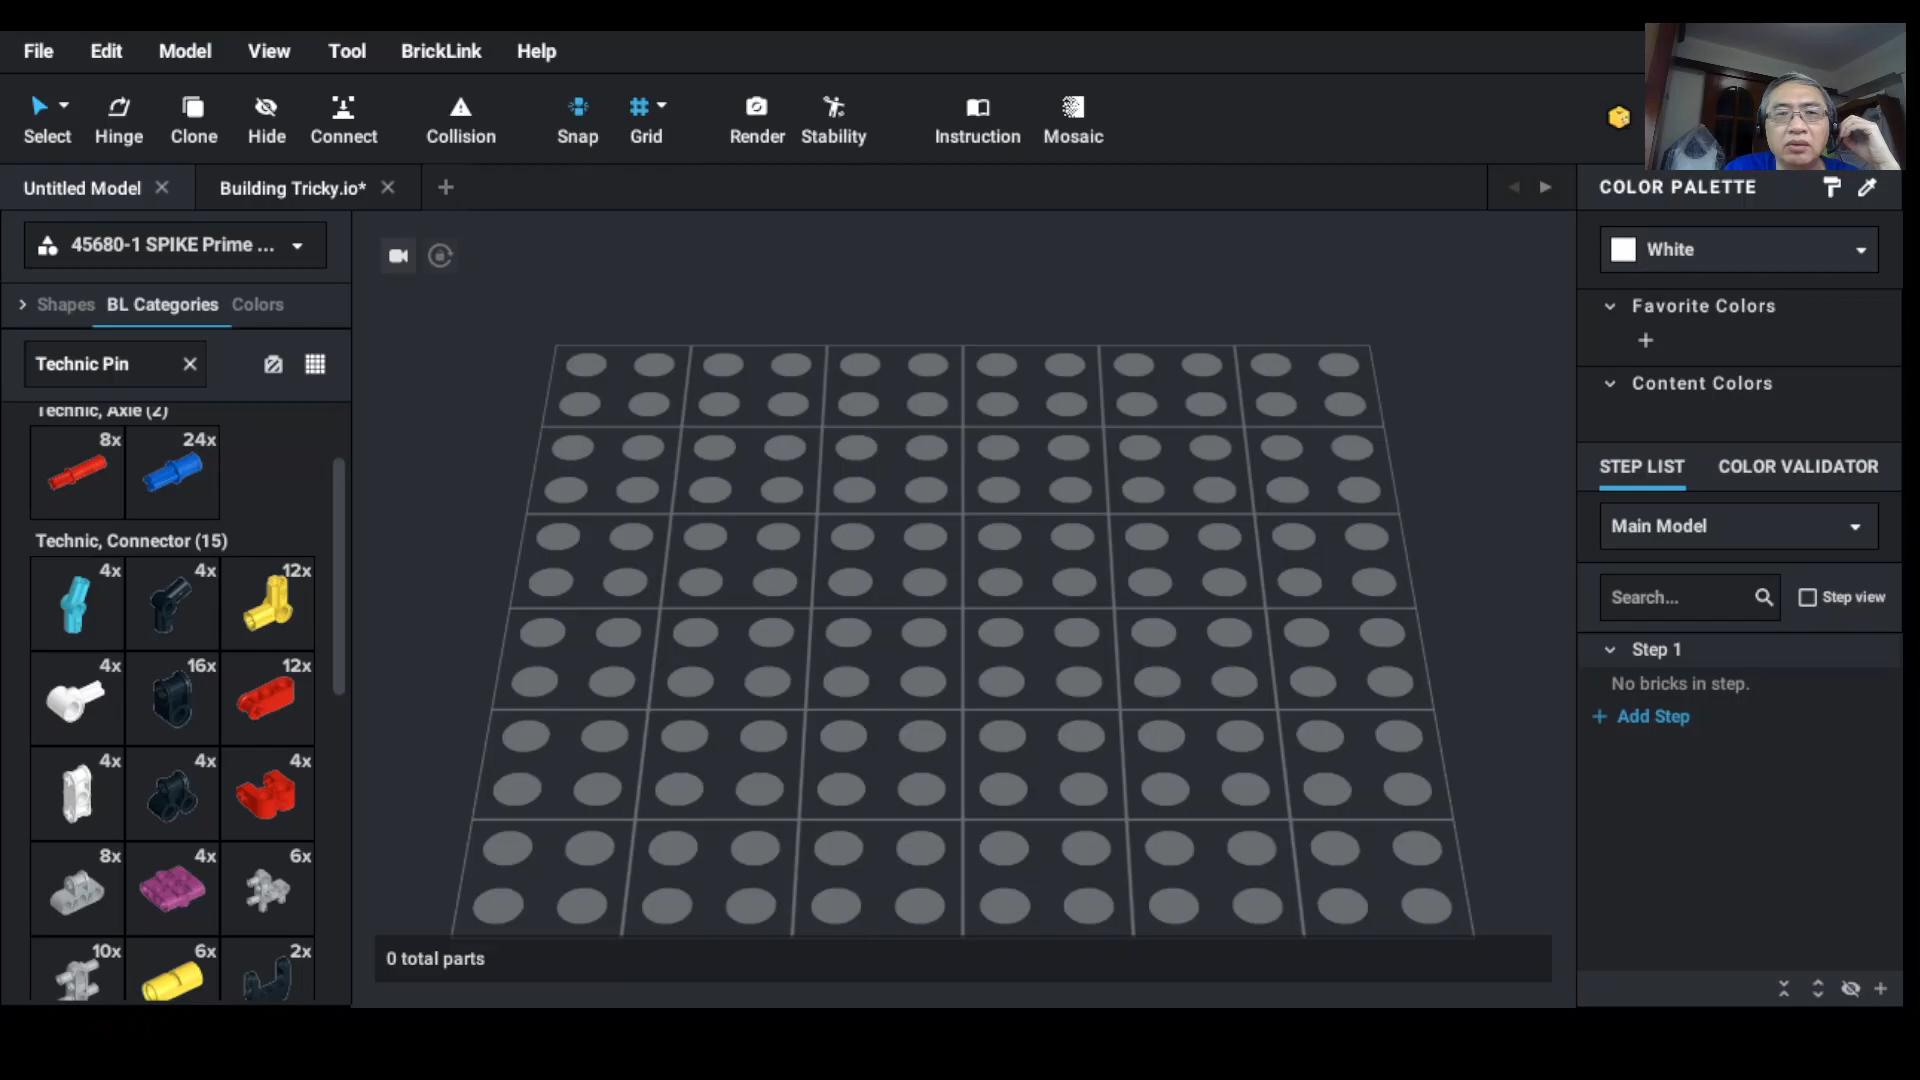 File Edit Model View Tool BrickLink Help
Select Hinge Clone Hide Connect Collision Snap Grid Render Stability Instruction Mosaic
Untitled Model Building Tricky.io*
COLOR PALETTE
45680-1 SPIKE Prime ...
White
Shapes BL Categories Colors
Favorite Colors
Technic Pin
Content Colors
Technic, Axle (2)
8x 24x
STEP LIST COLOR VALIDATOR
Main Model
Technic, Connector (15)
4x 4x 12x
Search... Step view
4x 16x 12x
Step 1
No bricks in step.
Add Step
4x 4x 4x
8x 4x 6x
10x 6x 2x
0 total parts